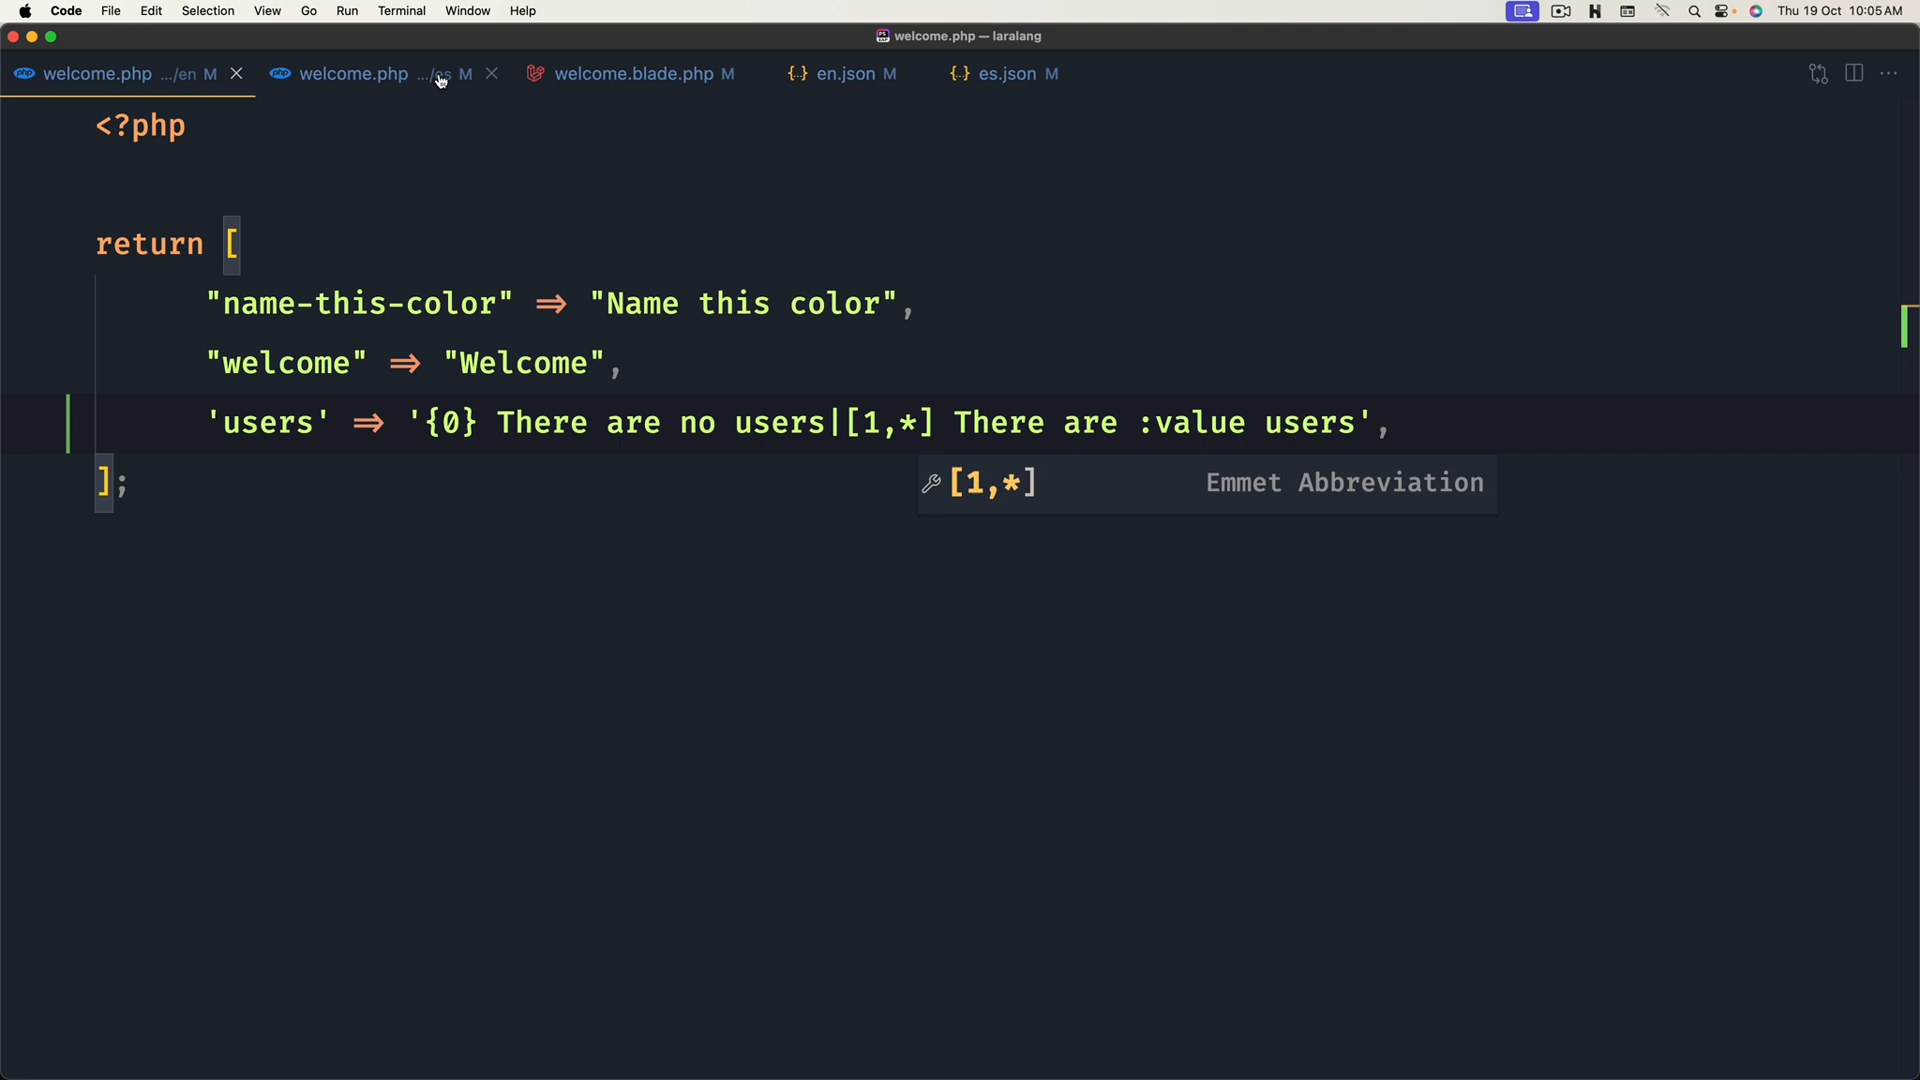 Code File Edit Selection View Go Run Terminal Window Help Thu 19 Oct 10:05 AM
welcome.php — laralang
welcome.php .../en M welcome.php .../es M welcome.blade.php M {..} en.json M {..} es.json M
<?php
return [
"name-this-color" => "Name this color",
"welcome" => "Welcome",
'users' => '{0} There are no users|[1,*] There are :value users',
];
[1,*] Emmet Abbreviation